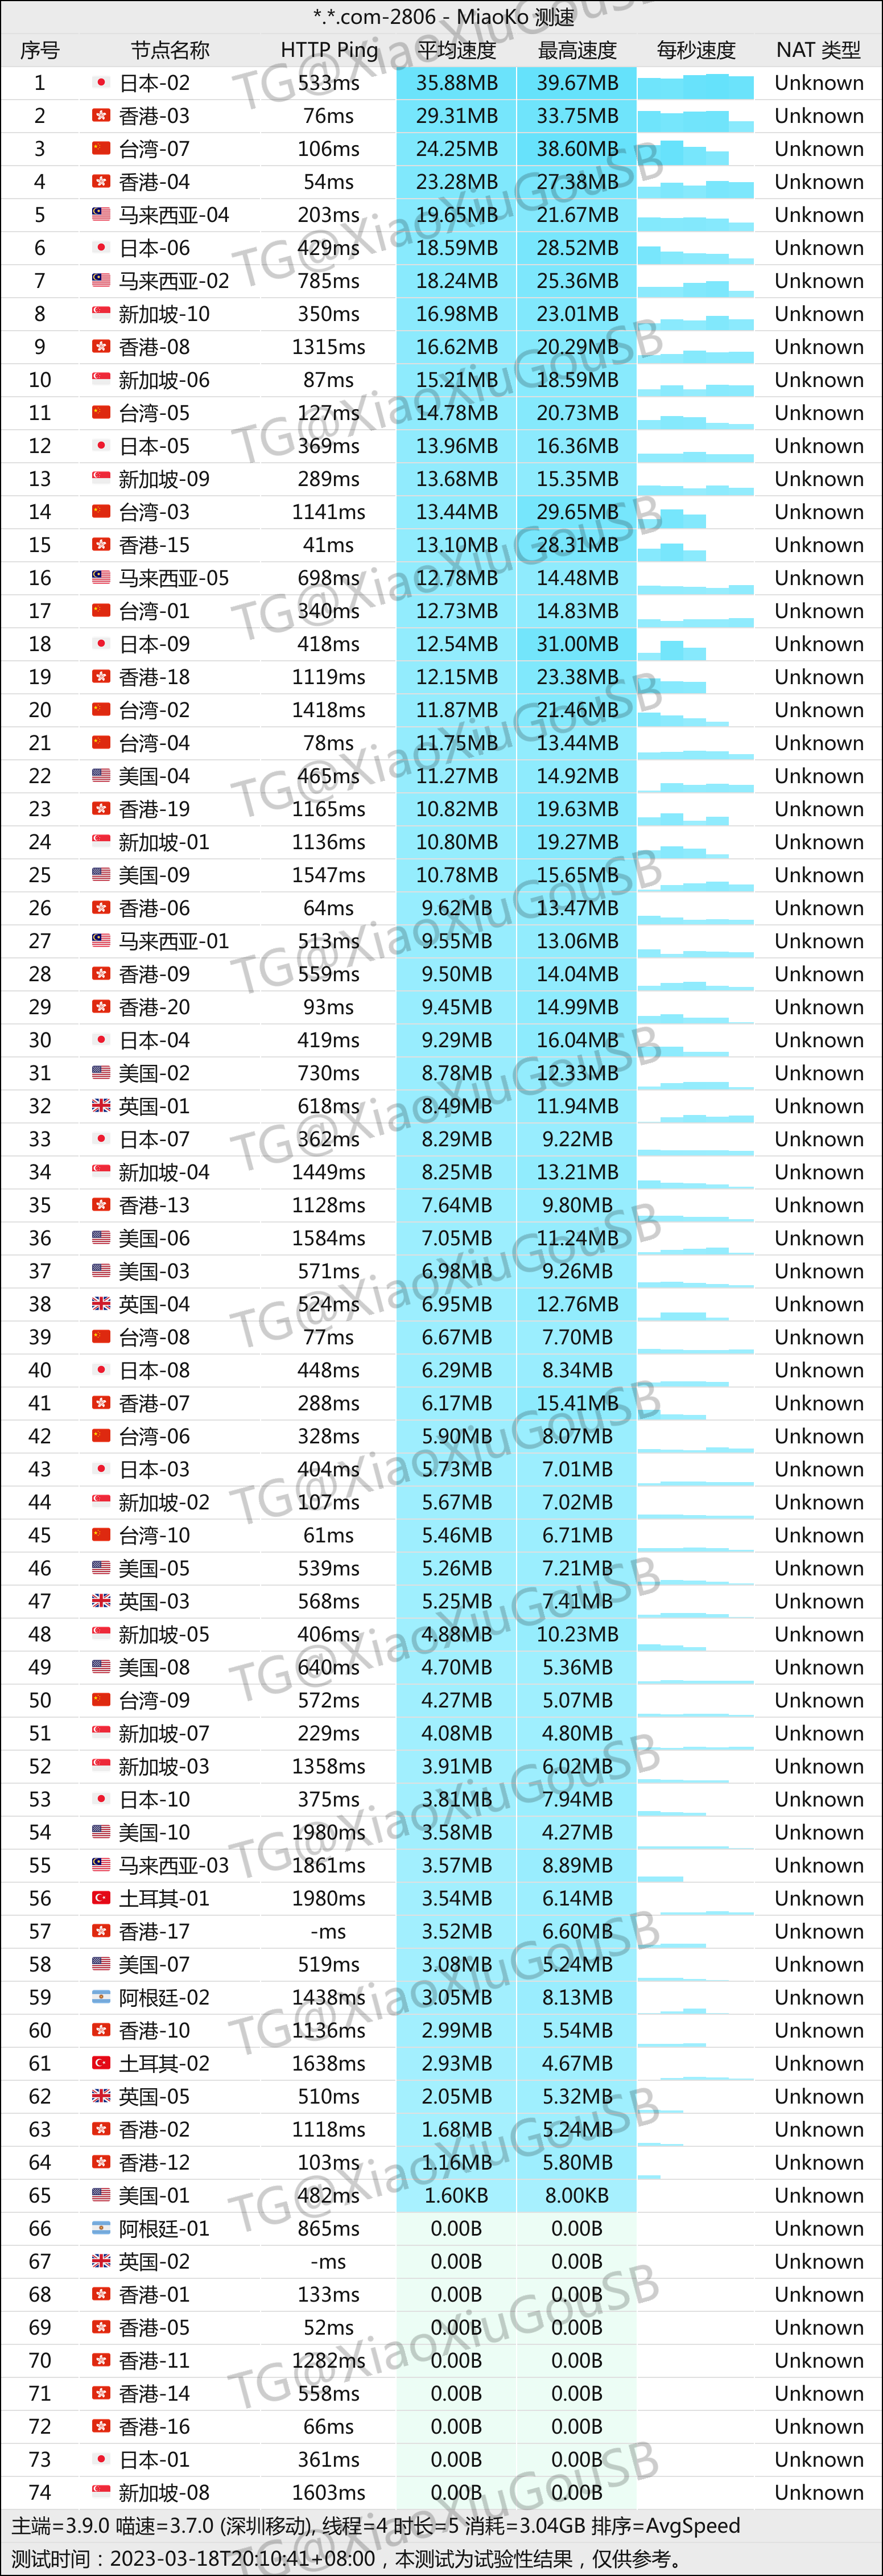 *.*.com-2806 - MiaoKo 测速
序号 节点名称 HTTP Ping 平均速度 最高速度 每秒速度 NAT 类型
1 日本-02 533ms 35.88MB 39.67MB Unknown
2 香港-03 76ms 29.31MB 33.75MB Unknown
3 台湾-07 106ms 24.25MB 38.60MB Unknown
4 香港-04 54ms 23.28MB 27.38MB Unknown
5 马来西亚-04 203ms 19.65MB 21.67MB Unknown
6 日本-06 429ms 18.59MB 28.52MB Unknown
7 马来西亚-02 785ms 18.24MB 25.36MB Unknown
8 新加坡-10 350ms 16.98MB 23.01MB Unknown
9 香港-08 1315ms 16.62MB 20.29MB Unknown
10 新加坡-06 87ms 15.21MB 18.59MB Unknown
11 台湾-05 127ms 14.78MB 20.73MB Unknown
12 日本-05 369ms 13.96MB 16.36MB Unknown
13 新加坡-09 289ms 13.68MB 15.35MB Unknown
14 台湾-03 1141ms 13.44MB 29.65MB Unknown
15 香港-15 41ms 13.10MB 28.31MB Unknown
16 马来西亚-05 698ms 12.78MB 14.48MB Unknown
17 台湾-01 340ms 12.73MB 14.83MB Unknown
18 日本-09 418ms 12.54MB 31.00MB Unknown
19 香港-18 1119ms 12.15MB 23.38MB Unknown
20 台湾-02 1418ms 11.87MB 21.46MB Unknown
21 台湾-04 78ms 11.75MB 13.44MB Unknown
22 美国-04 465ms 11.27MB 14.92MB Unknown
23 香港-19 1165ms 10.82MB 19.63MB Unknown
24 新加坡-01 1136ms 10.80MB 19.27MB Unknown
25 美国-09 1547ms 10.78MB 15.65MB Unknown
26 香港-06 64ms 9.62MB 13.47MB Unknown
27 马来西亚-01 513ms 9.55MB 13.06MB Unknown
28 香港-09 559ms 9.50MB 14.04MB Unknown
29 香港-20 93ms 9.45MB 14.99MB Unknown
30 日本-04 419ms 9.29MB 16.04MB Unknown
31 美国-02 730ms 8.78MB 12.33MB Unknown
32 英国-01 618ms 8.49MB 11.94MB Unknown
33 日本-07 362ms 8.29MB 9.22MB Unknown
34 新加坡-04 1449ms 8.25MB 13.21MB Unknown
35 香港-13 1128ms 7.64MB 9.80MB Unknown
36 美国-06 1584ms 7.05MB 11.24MB Unknown
37 美国-03 571ms 6.98MB 9.26MB Unknown
38 英国-04 524ms 6.95MB 12.76MB Unknown
39 台湾-08 77ms 6.67MB 7.70MB Unknown
40 日本-08 448ms 6.29MB 8.34MB Unknown
41 香港-07 288ms 6.17MB 15.41MB Unknown
42 台湾-06 328ms 5.90MB 8.07MB Unknown
43 日本-03 404ms 5.73MB 7.01MB Unknown
44 新加坡-02 107ms 5.67MB 7.02MB Unknown
45 台湾-10 61ms 5.46MB 6.71MB Unknown
46 美国-05 539ms 5.26MB 7.21MB Unknown
47 英国-03 568ms 5.25MB 7.41MB Unknown
48 新加坡-05 406ms 4.88MB 10.23MB Unknown
49 美国-08 640ms 4.70MB 5.36MB Unknown
50 台湾-09 572ms 4.27MB 5.07MB Unknown
51 新加坡-07 229ms 4.08MB 4.80MB Unknown
52 新加坡-03 1358ms 3.91MB 6.02MB Unknown
53 日本-10 375ms 3.81MB 7.94MB Unknown
54 美国-10 1980ms 3.58MB 4.27MB Unknown
55 马来西亚-03 1861ms 3.57MB 8.89MB Unknown
56 土耳其-01 1980ms 3.54MB 6.14MB Unknown
57 香港-17 -ms 3.52MB 6.60MB Unknown
58 美国-07 519ms 3.08MB 5.24MB Unknown
59 阿根廷-02 1438ms 3.05MB 8.13MB Unknown
60 香港-10 1136ms 2.99MB 5.54MB Unknown
61 土耳其-02 1638ms 2.93MB 4.67MB Unknown
62 英国-05 510ms 2.05MB 5.32MB Unknown
63 香港-02 1118ms 1.68MB 5.24MB Unknown
64 香港-12 103ms 1.16MB 5.80MB Unknown
65 美国-01 482ms 1.60KB 8.00KB Unknown
66 阿根廷-01 865ms 0.00B 0.00B Unknown
67 英国-02 -ms 0.00B 0.00B Unknown
68 香港-01 133ms 0.00B 0.00B Unknown
69 香港-05 52ms 0.00B 0.00B Unknown
70 香港-11 1282ms 0.00B 0.00B Unknown
71 香港-14 558ms 0.00B 0.00B Unknown
72 香港-16 66ms 0.00B 0.00B Unknown
73 日本-01 361ms 0.00B 0.00B Unknown
74 新加坡-08 1603ms 0.00B 0.00B Unknown
主端=3.9.0 喵速=3.7.0 (深圳移动), 线程=4 时长=5 消耗=3.04GB 排序=AvgSpeed
测试时间：2023-03-18T20:10:41+08:00，本测试为试验性结果，仅供参考。
TG@XiaoXiuGouSB
TG@XiaoXiuGouSB
TG@XiaoXiuGouSB
TG@XiaoXiuGouSB
TG@XiaoXiuGouSB
TG@XiaoXiuGouSB
TG@XiaoXiuGouSB
TG@XiaoXiuGouSB
TG@XiaoXiuGouSB
TG@XiaoXiuGouSB
TG@XiaoXiuGouSB
TG@XiaoXiuGouSB
TG@XiaoXiuGouSB
TG@XiaoXiuGouSB